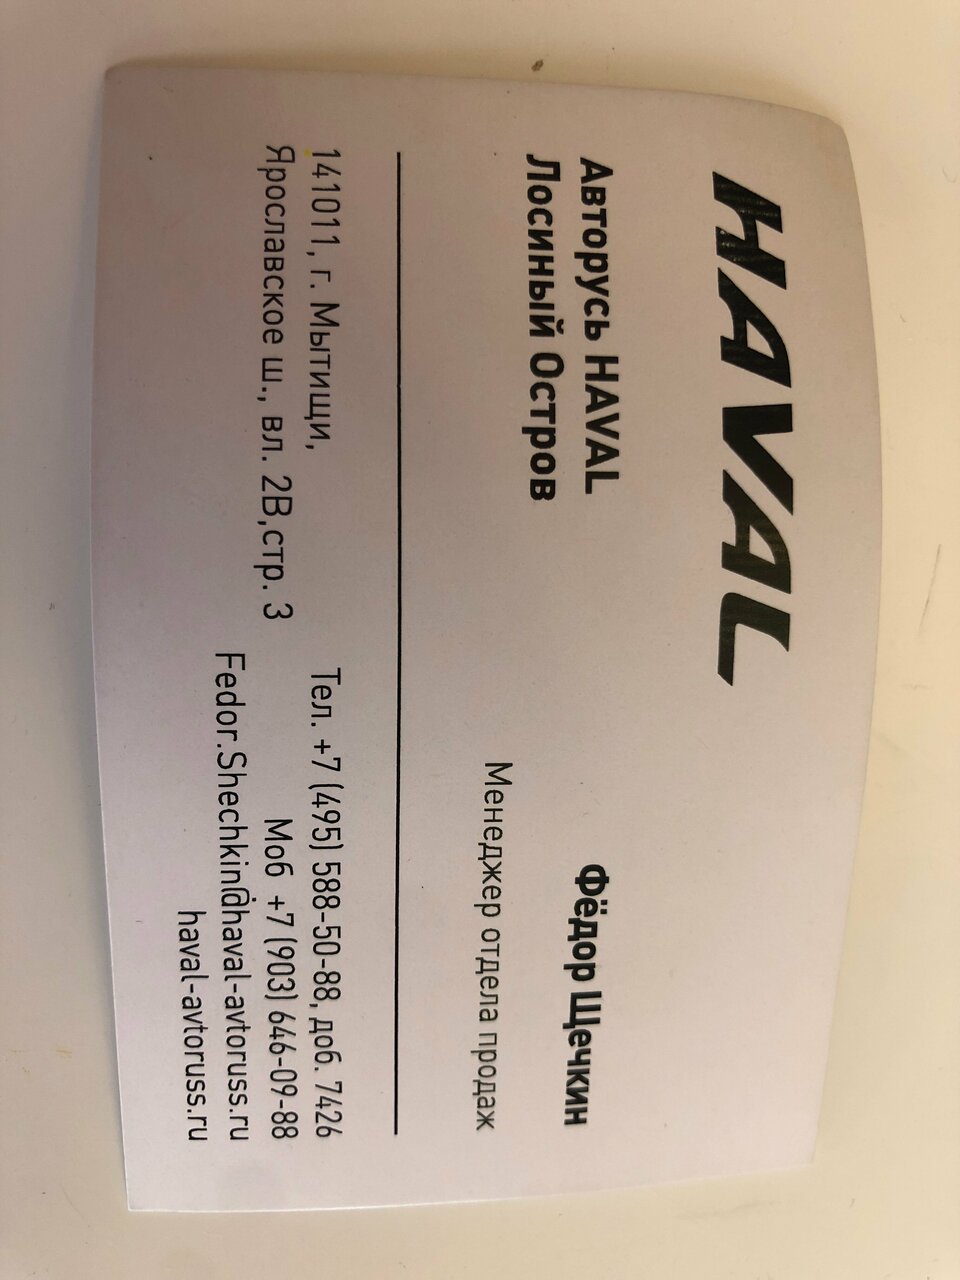 HAVAL
Авторусь HAVAL
Лосиный Остров
Фёдор Щечкин
Менеджер отдела продаж
141011, г. Мытищи,
Ярославское ш., вл. 2В,стр. 3
Тел. +7 (495) 588-50-88, доб. 7426
Моб +7 (903) 646-09-88
Fedor.Shechkin@haval-avtoruss.ru
haval-avtoruss.ru